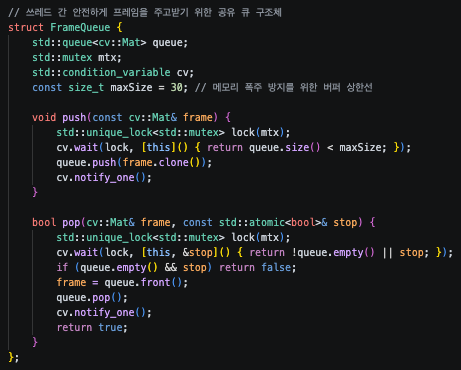 // 쓰레드 간 안전하게 프레임을 주고받기 위한 공유 큐 구조체
struct FrameQueue {
    std::queue<cv::Mat> queue;
    std::mutex mtx;
    std::condition_variable cv;
    const size_t maxSize = 30; // 메모리 폭주 방지를 위한 버퍼 상한선

    void push(const cv::Mat& frame) {
        std::unique_lock<std::mutex> lock(mtx);
        cv.wait(lock, [this]() { return queue.size() < maxSize; });
        queue.push(frame.clone());
        cv.notify_one();
    }

    bool pop(cv::Mat& frame, const std::atomic<bool>& stop) {
        std::unique_lock<std::mutex> lock(mtx);
        cv.wait(lock, [this, &stop]() { return !queue.empty() || stop; });
        if (queue.empty() && stop) return false;
        frame = queue.front();
        queue.pop();
        cv.notify_one();
        return true;
    }
};